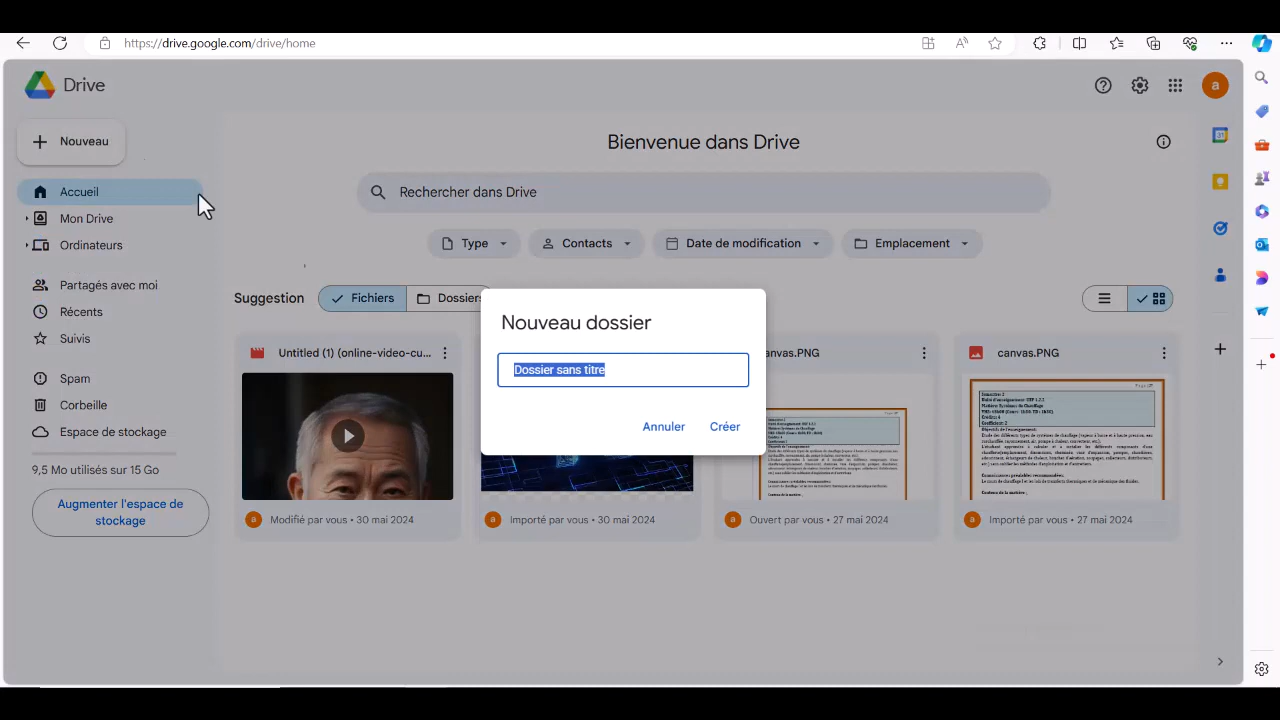 https://drive.google.com/drive/home
Drive
a
Nouveau
Bienvenue dans Drive
Accueil
Rechercher dans Drive
Mon Drive
Ordinateurs
Type
Contacts
Date de modification
Emplacement
Partagés avec moi
Suggestion
Fichiers
Dossiers
Récents
Suivis
Nouveau dossier
Untitled (1) (online-video-cu...
canvas.PNG
canvas.PNG
Dossier sans titre
Spam
Corbeille
Annuler
Créer
Espace de stockage
9,5 Mo utilisés sur 15 Go
Augmenter l'espace de
stockage
a
Modifié par vous • 30 mai 2024
a
Importé par vous • 30 mai 2024
a
Ouvert par vous • 27 mai 2024
a
Importé par vous • 27 mai 2024